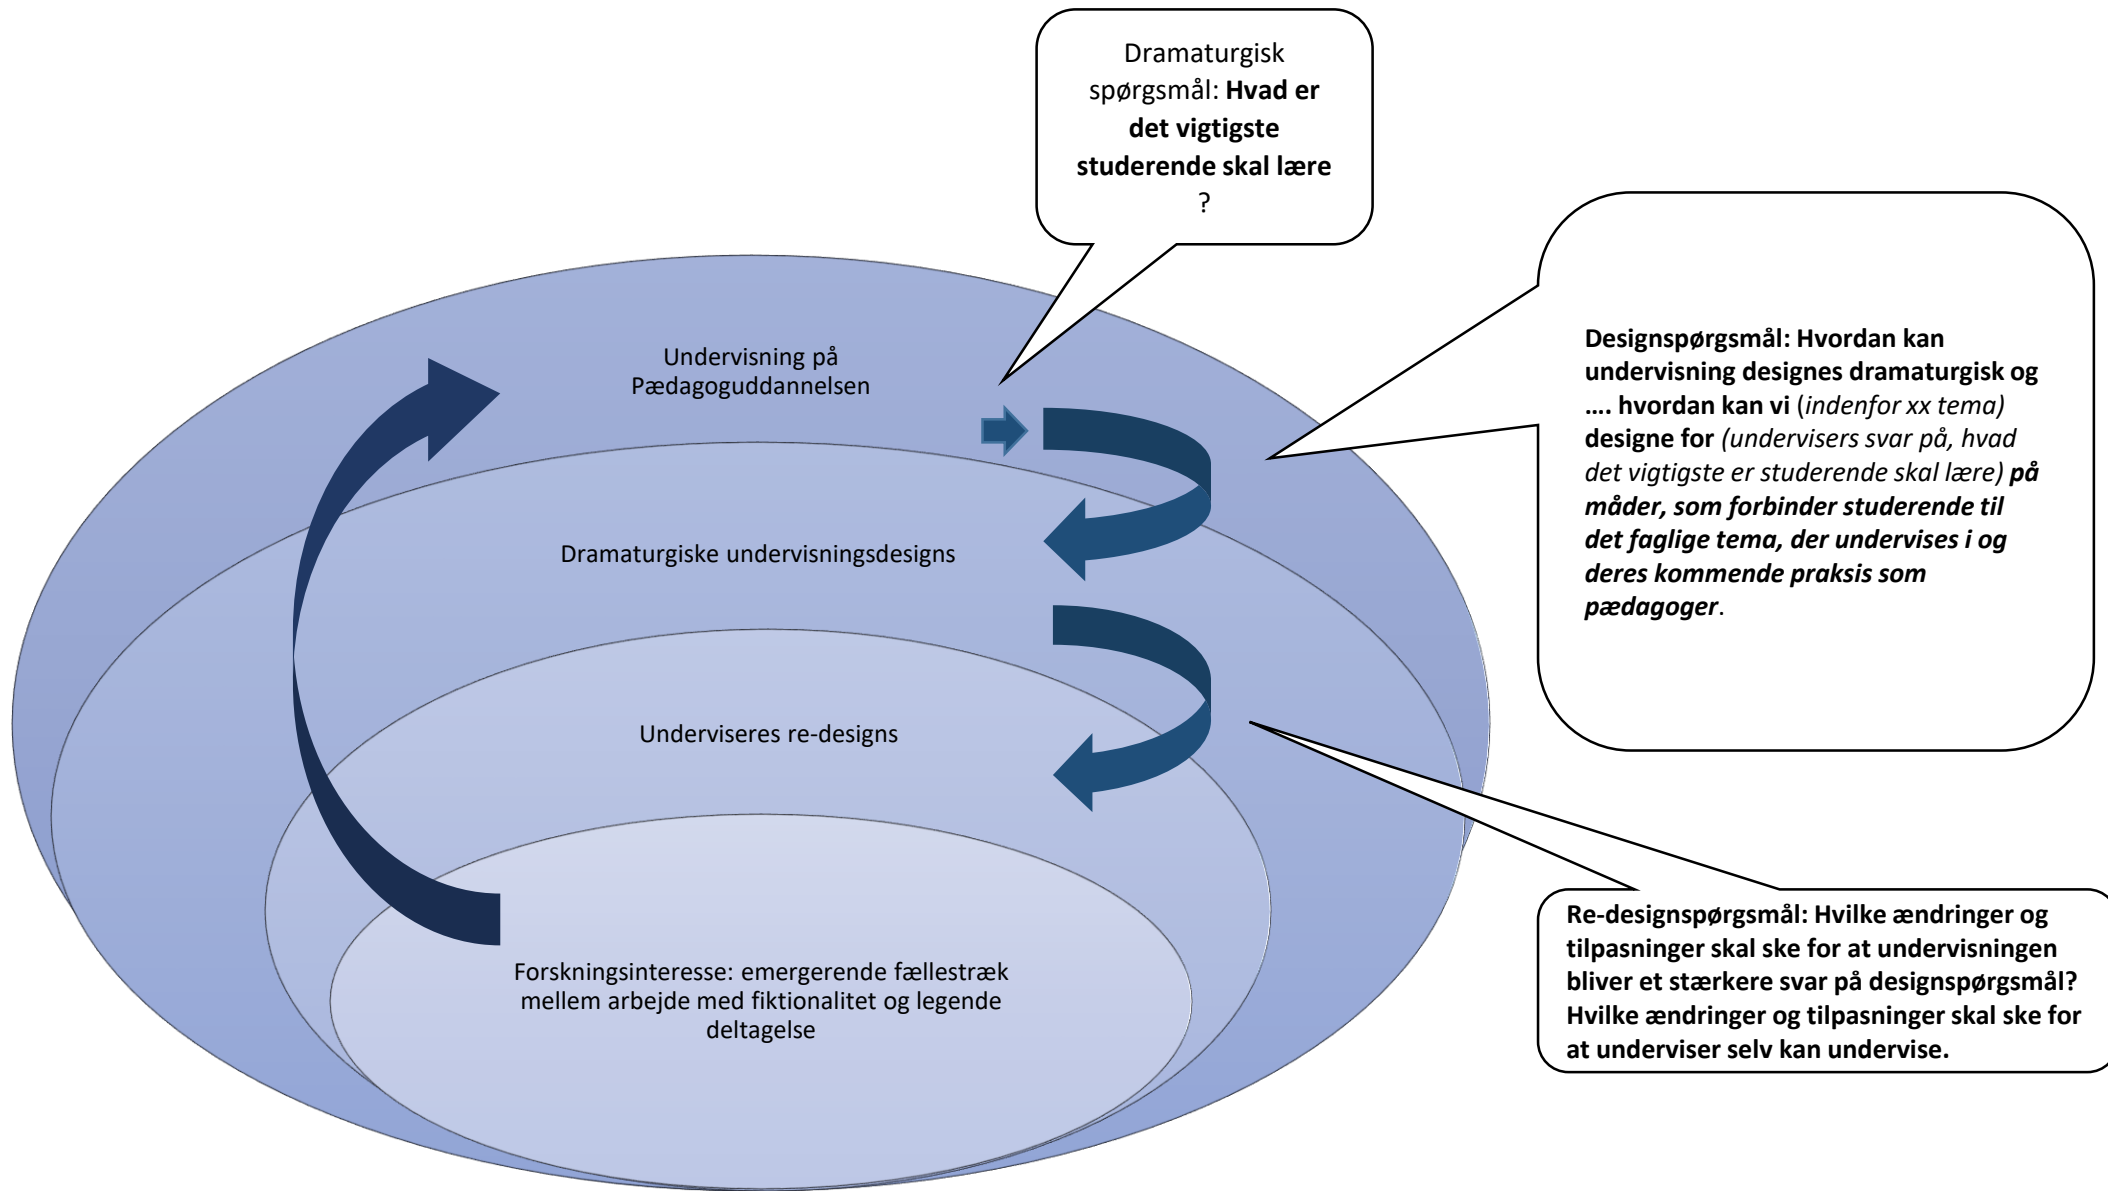 Dramaturgisk
spørgsmål: Hvad er
det vigtigste
studerende skal lære
?
Undervisning på
Pædagoguddannelsen
Designspørgsmål: Hvordan kan
undervisning designes dramaturgisk og
.... hvordan kan vi (indenfor xx tema)
designe for (undervisers svar på, hvad
det vigtigste er studerende skal lære) på
måder, som forbinder studerende til
det faglige tema, der undervises i og
deres kommende praksis som
pædagoger.
Dramaturgiske undervisningsdesigns
Underviseres re-designs
Re-designspørgsmål: Hvilke ændringer og
tilpasninger skal ske for at undervisningen
bliver et stærkere svar på designspørgsmål?
Hvilke ændringer og tilpasninger skal ske for
at underviser selv kan undervise.
Forskningsinteresse: emergerende fællestræk
mellem arbejde med fiktionalitet og legende
deltagelse